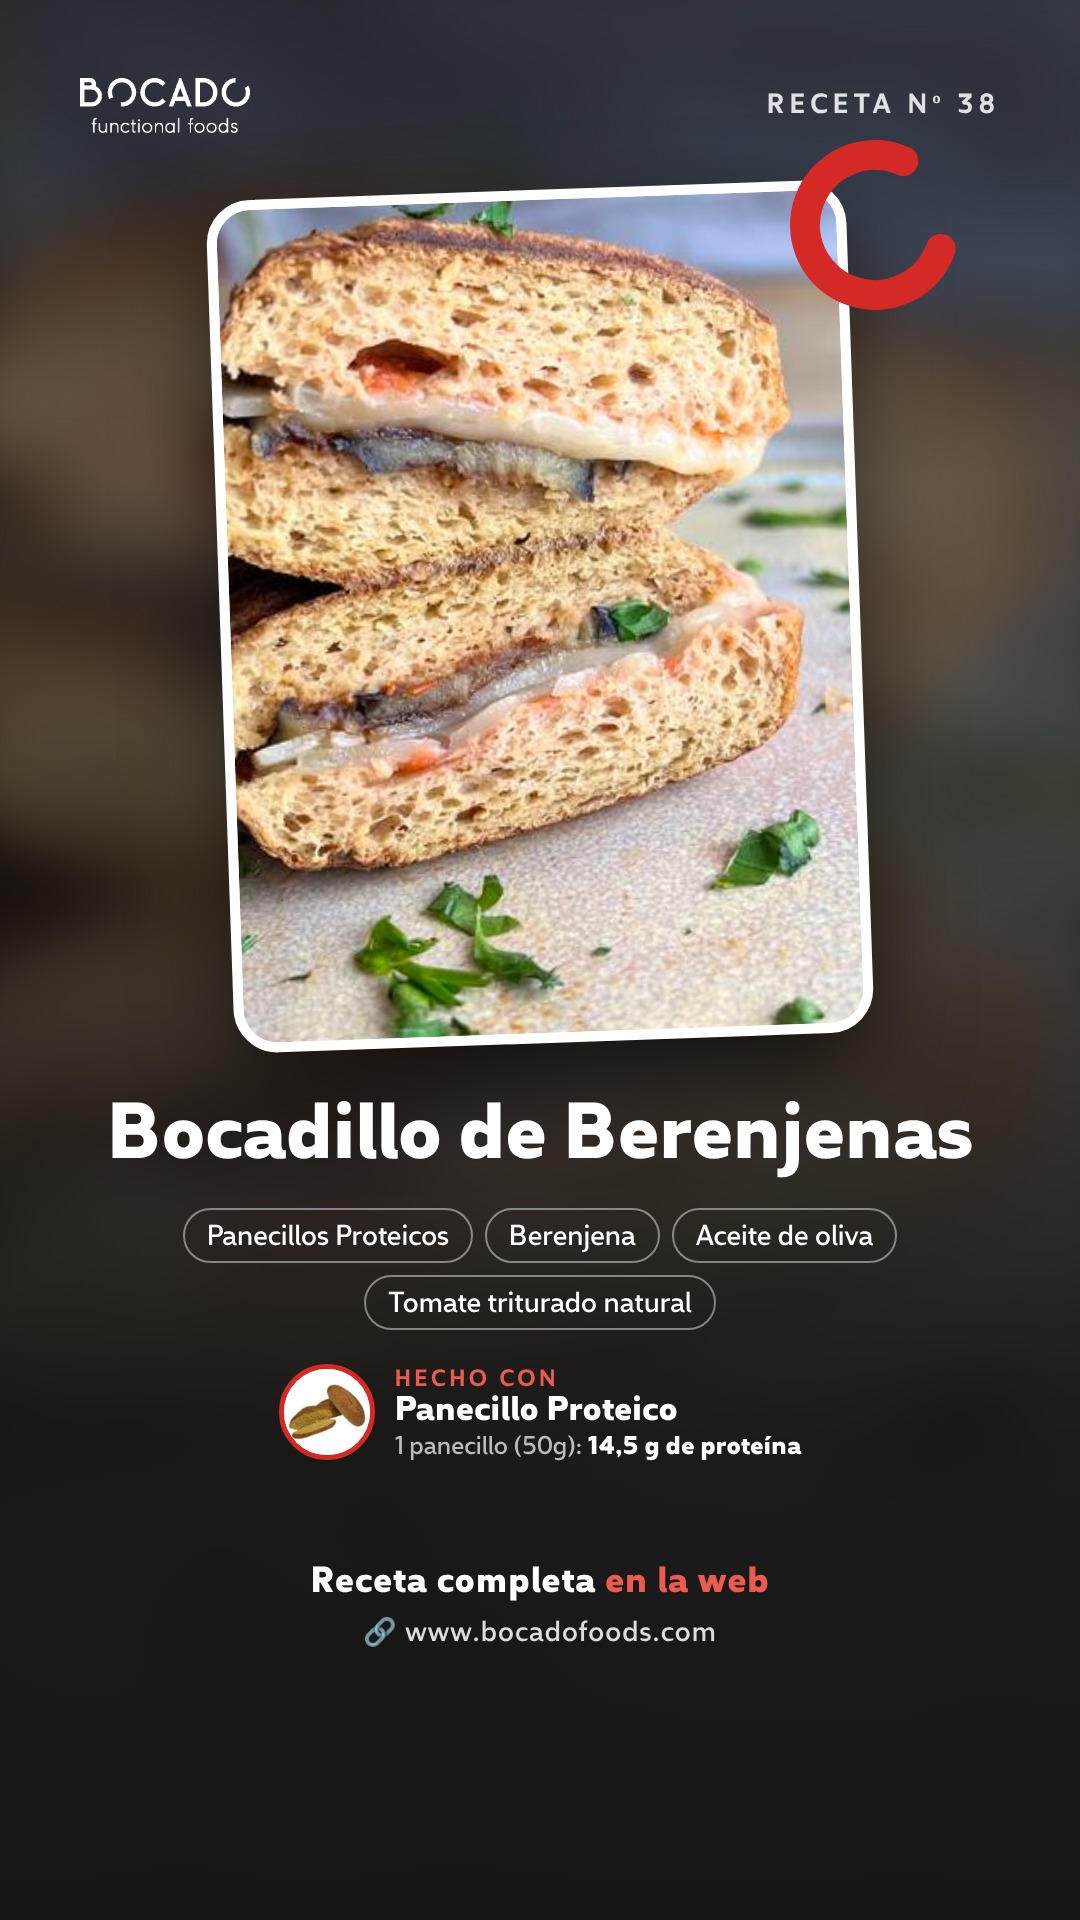 BOCADO
functional foods
RECETA Nº 38
Bocadillo de Berenjenas
Panecillos Proteicos
Berenjena
Aceite de oliva
Tomate triturado natural
HECHO CON
Panecillo Proteico
1 panecillo (50g): 14,5 g de proteína
Receta completa en la web
www.bocadofoods.com